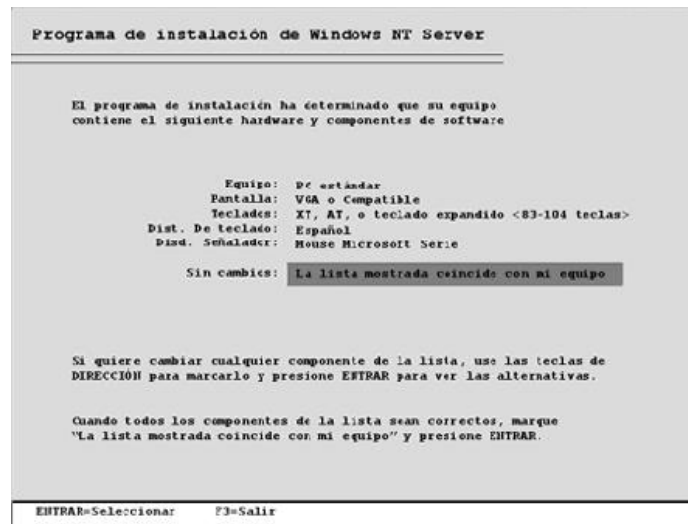 Programa de instalación de Windows NT Server
El programa de instalación ha determinado que su equipo
contiene el siguiente hardware y componentes de software
Equipo: PC estándar
Pantalla: VGA o Compatible
Teclados: XT, AT, o teclado expandido <83-104 teclas>
Dist. De teclado: Español
Disd. Señalador: Mouse Microsoft Serie
Sin cambios: La lista mostrada coincide con mi equipo
Si quiere cambiar cualquier componente de la lista, use las teclas de
DIRECCIÓN para marcarlo y presione ENTRAR para ver las alternativas.
Cuando todos los componentes de la lista sean correctos, marque
"La lista mostrada coincide con mi equipo" y presione ENTRAR.
ENTRAR=Seleccionar F3=Salir